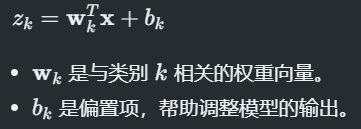 z_k = w_k^T x + b_k
• w_k 是与类别 k 相关的权重向量。
• b_k 是偏置项，帮助调整模型的输出。